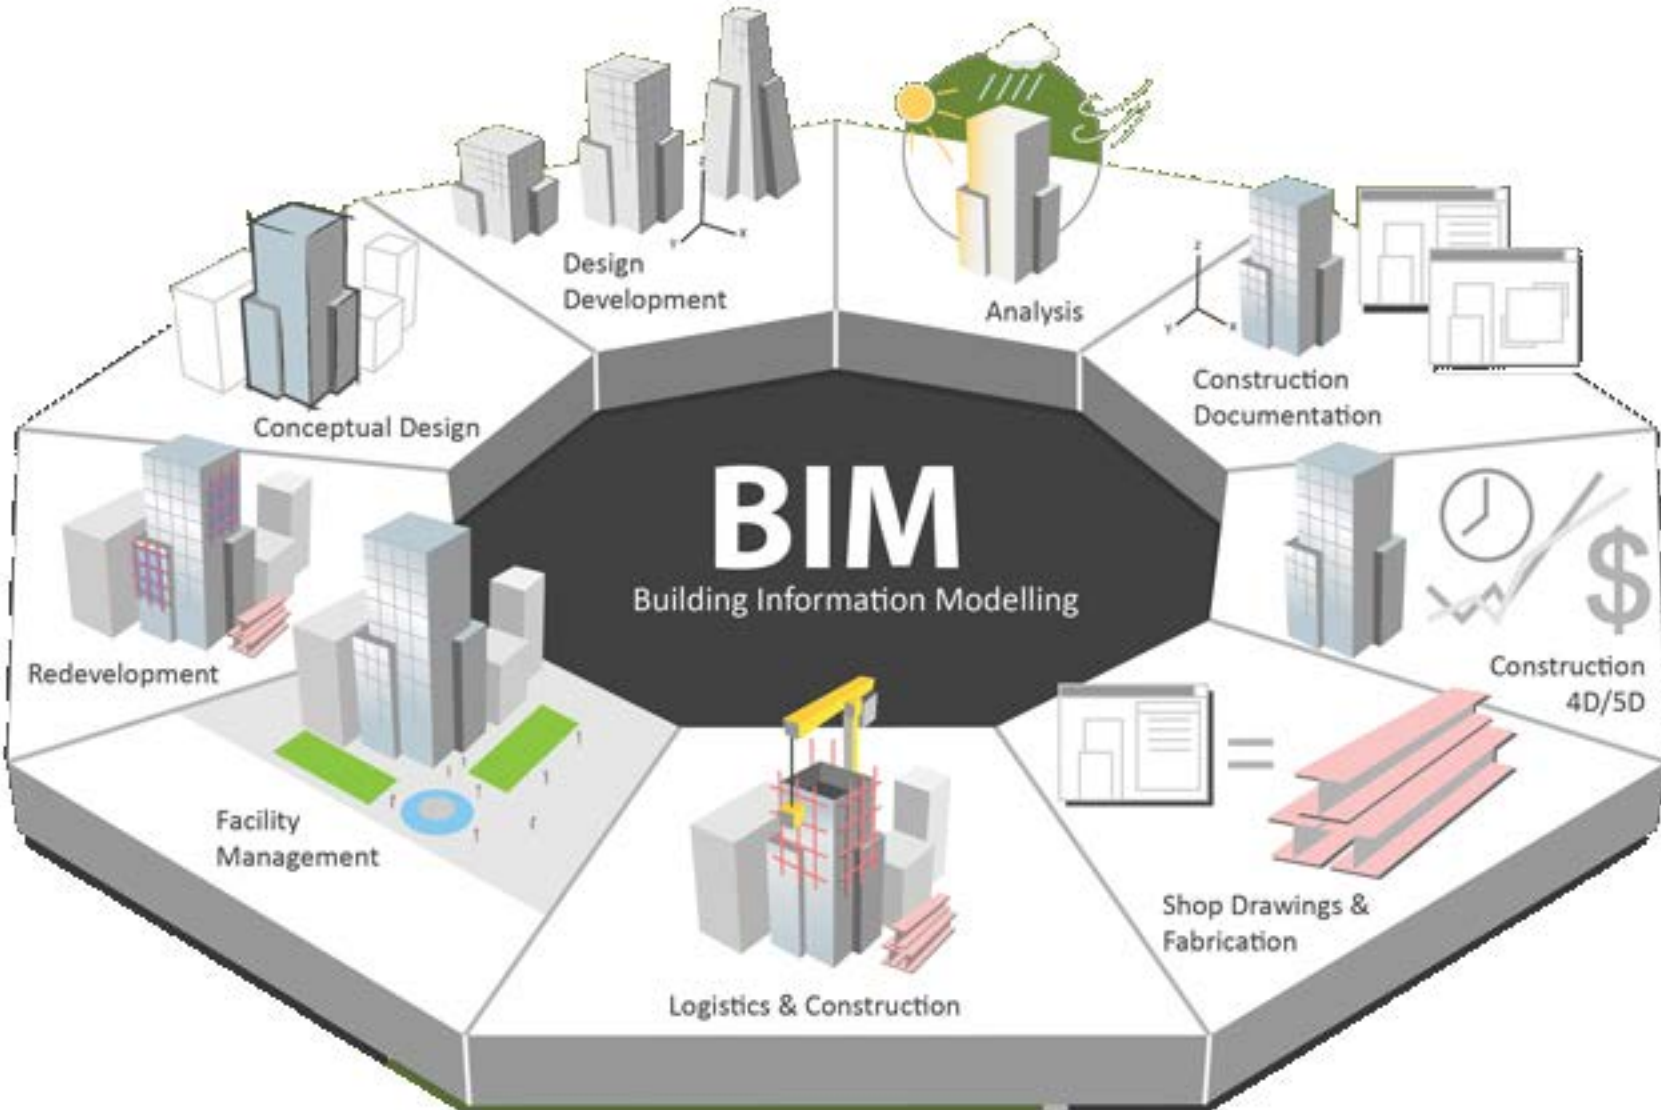 Design
Development
Z
Y
X
Analysis
Z
Y
X
Construction
Documentation
Conceptual Design
BIM
Building Information Modelling
Redevelopment
$
Construction
4D/5D
=
Facility
Management
Shop Drawings &
Fabrication
Logistics & Construction